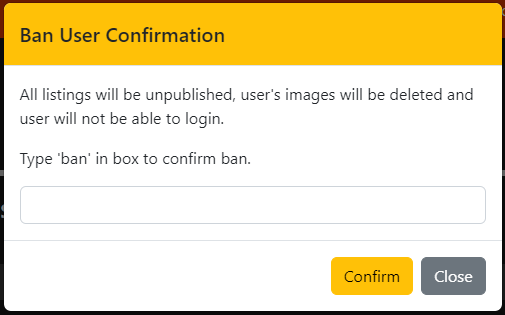 Ban User Confirmation
All listings will be unpublished, user's images will be deleted and
user will not be able to login.
Type 'ban' in box to confirm ban.
Confirm
Close